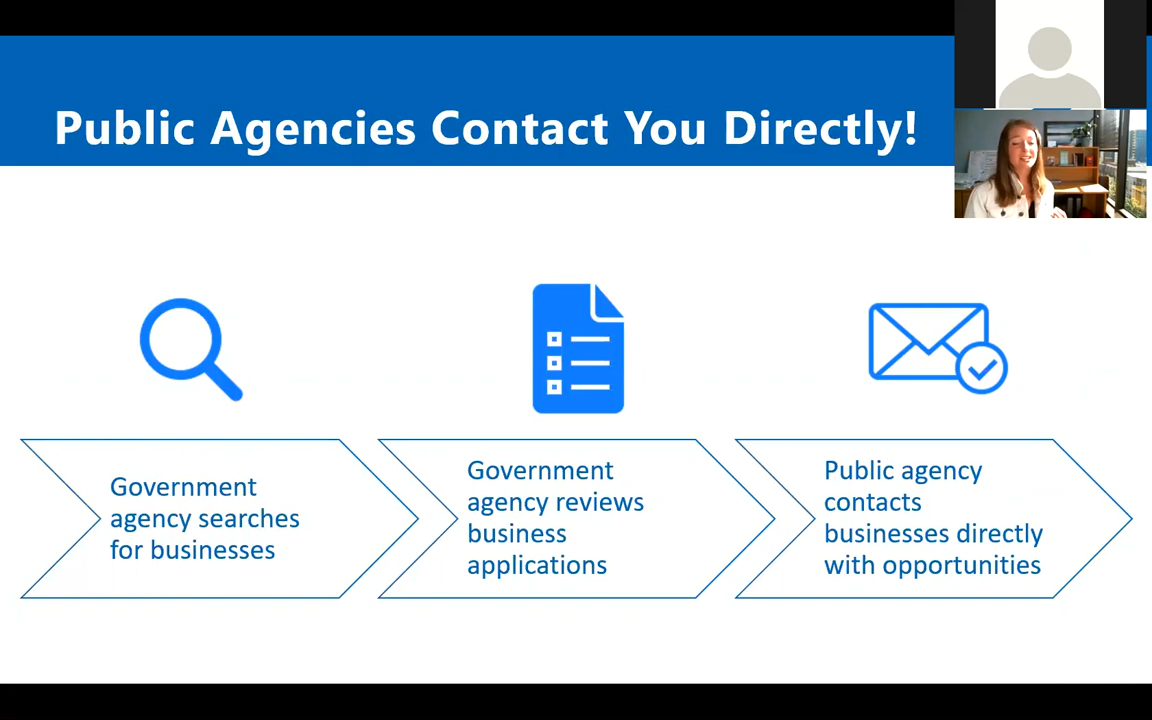 Public Agencies Contact You Directly!
Government
agency searches
for businesses
Government
agency reviews
business
applications
Public agency
contacts
businesses directly
with opportunities